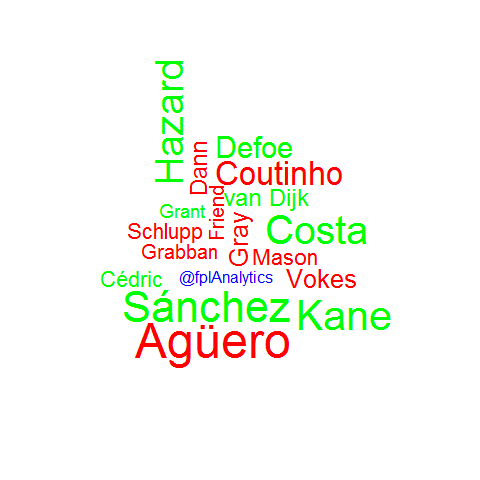 Hazard
Dann
Defoe
Coutinho
van Dijk
Grant
Friend
Schlupp
Gray
Costa
Grabban
Mason
Cédric
@fplAnalytics
Vokes
Sánchez
Kane
Agüero